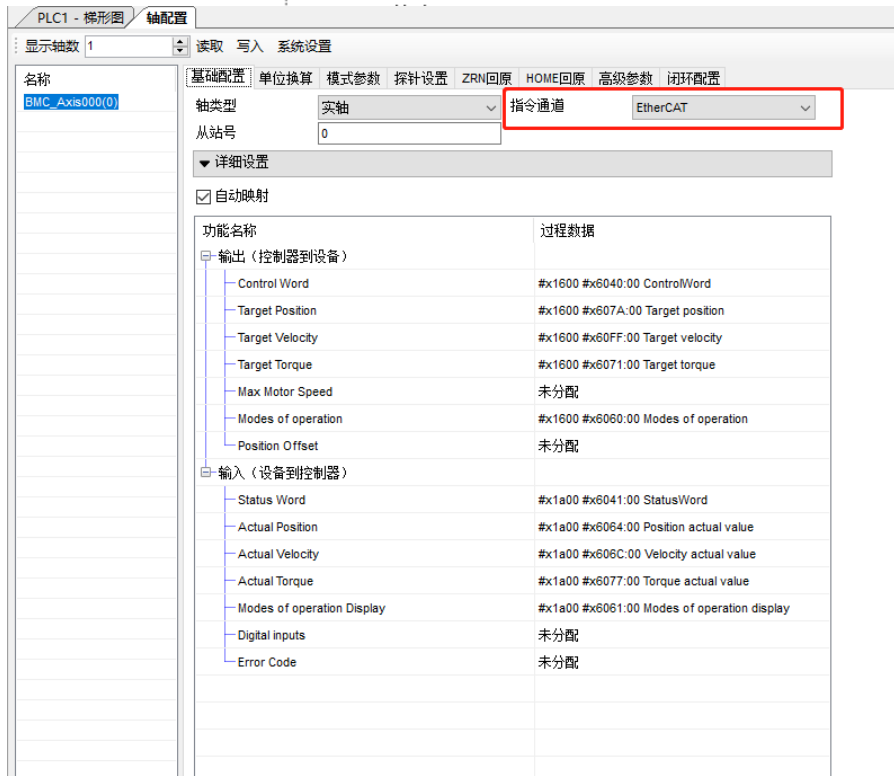 PLC1 - 梯形图 轴配置
显示轴数 1 读取 写入 系统设置
名称
BMC_Axis000(0)
基础配置 单位换算 模式参数 探针设置 ZRN回原 HOME回原 高级参数 闭环配置
轴类型 实轴 指令通道 EtherCAT
从站号 0
详细设置
自动映射
功能名称 过程数据
输出（控制器到设备）
Control Word #x1600 #x6040:00 ControlWord
Target Position #x1600 #x607A:00 Target position
Target Velocity #x1600 #x60FF:00 Target velocity
Target Torque #x1600 #x6071:00 Target torque
Max Motor Speed 未分配
Modes of operation #x1600 #x6060:00 Modes of operation
Position Offset 未分配
输入（设备到控制器）
Status Word #x1a00 #x6041:00 StatusWord
Actual Position #x1a00 #x6064:00 Position actual value
Actual Velocity #x1a00 #x606C:00 Velocity actual value
Actual Torque #x1a00 #x6077:00 Torque actual value
Modes of operation Display #x1a00 #x6061:00 Modes of operation display
Digital inputs 未分配
Error Code 未分配